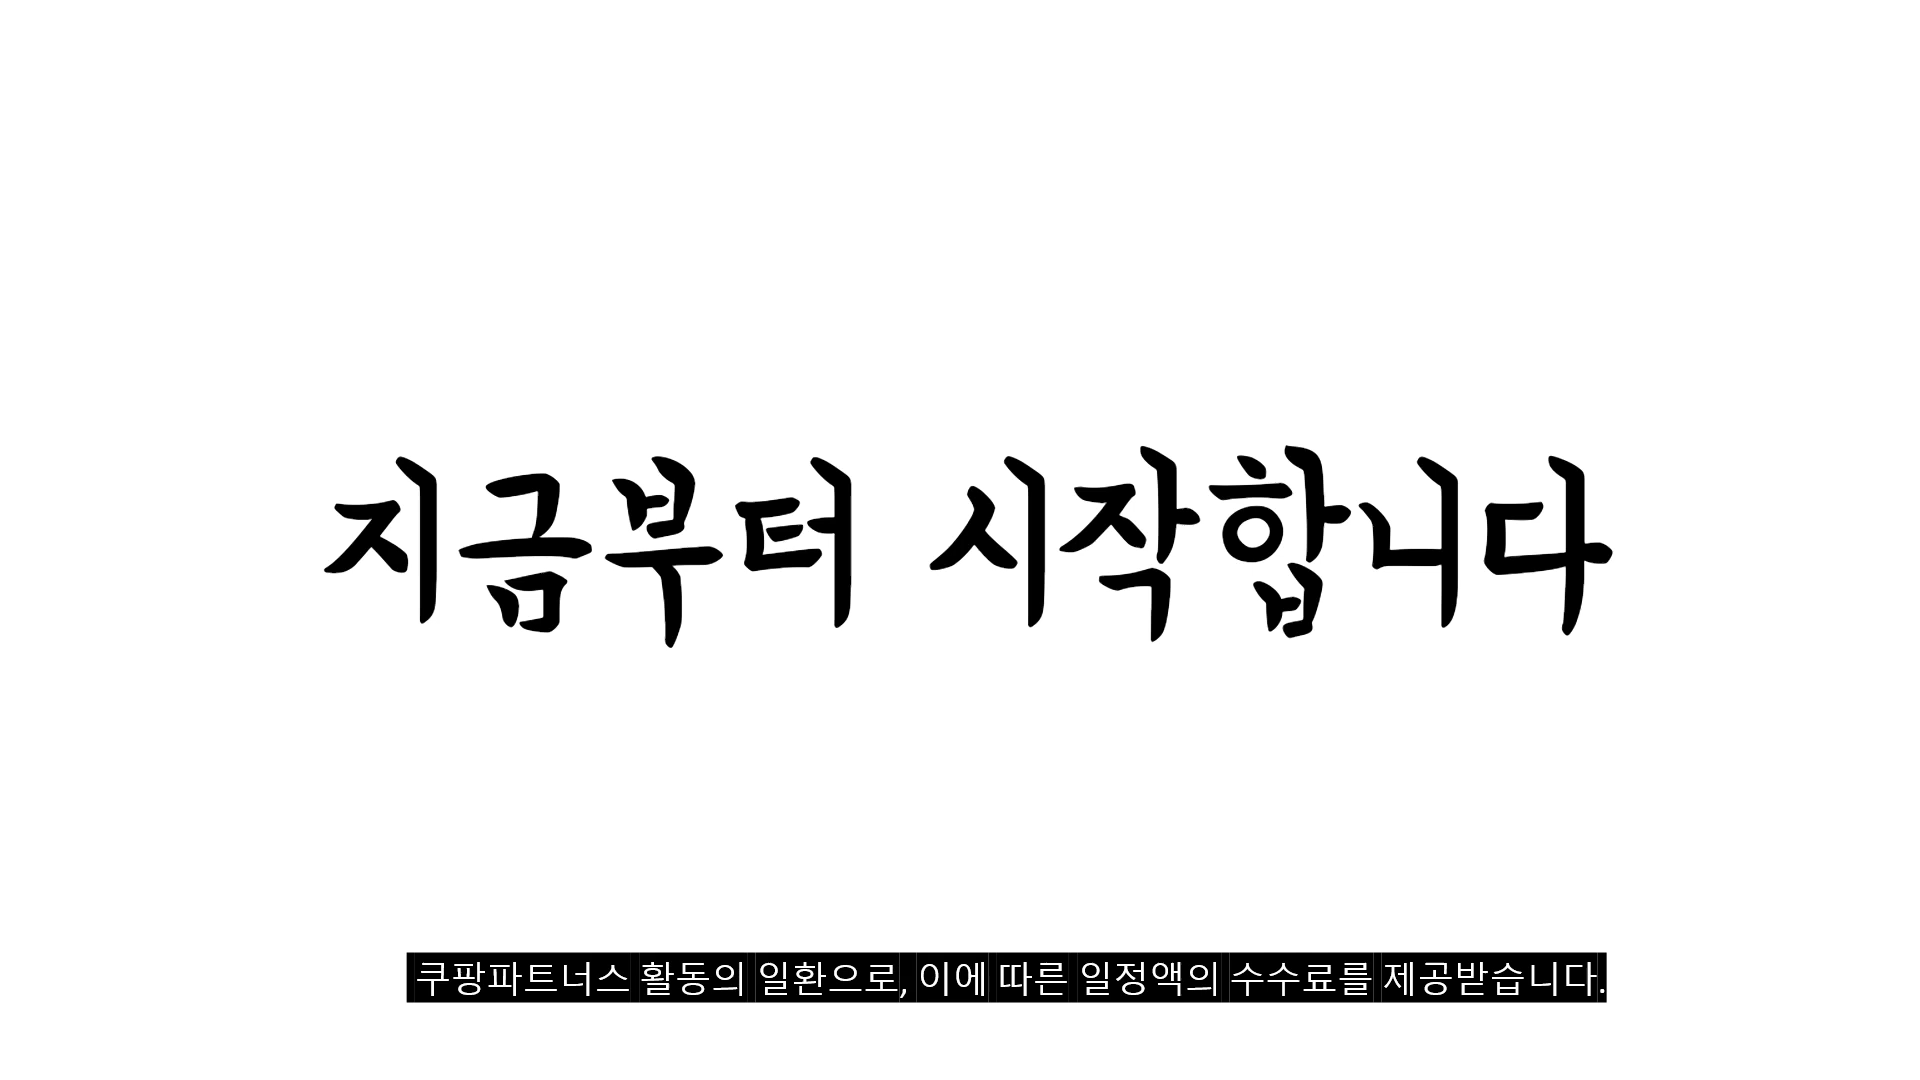 지금부터 시작합니다
쿠팡파트너스 활동의 일환으로, 이에 따른 일정액의 수수료를 제공받습니다.